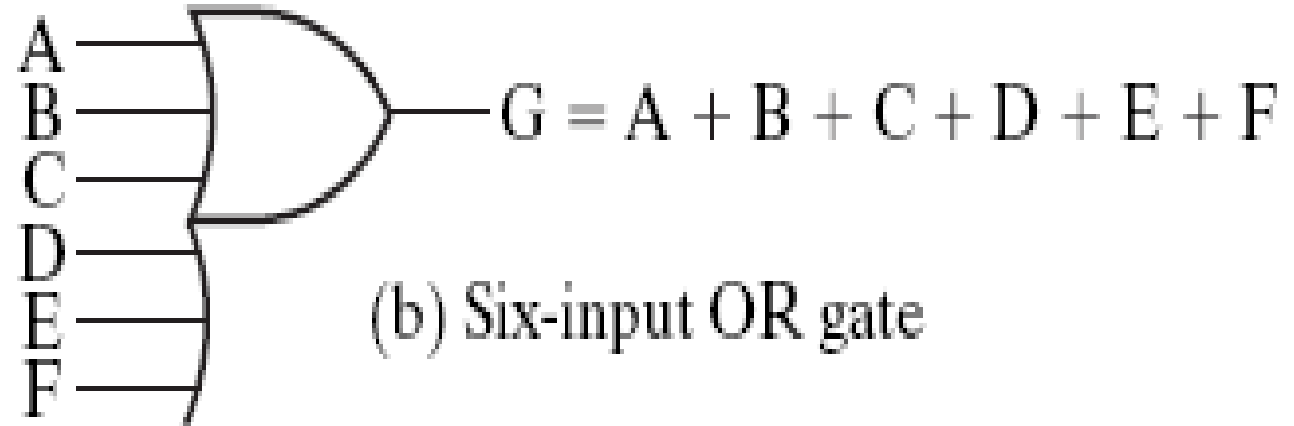 A
B
G = A + B + C + D + E + F
C
D
E
(b) Six-input OR gate
F